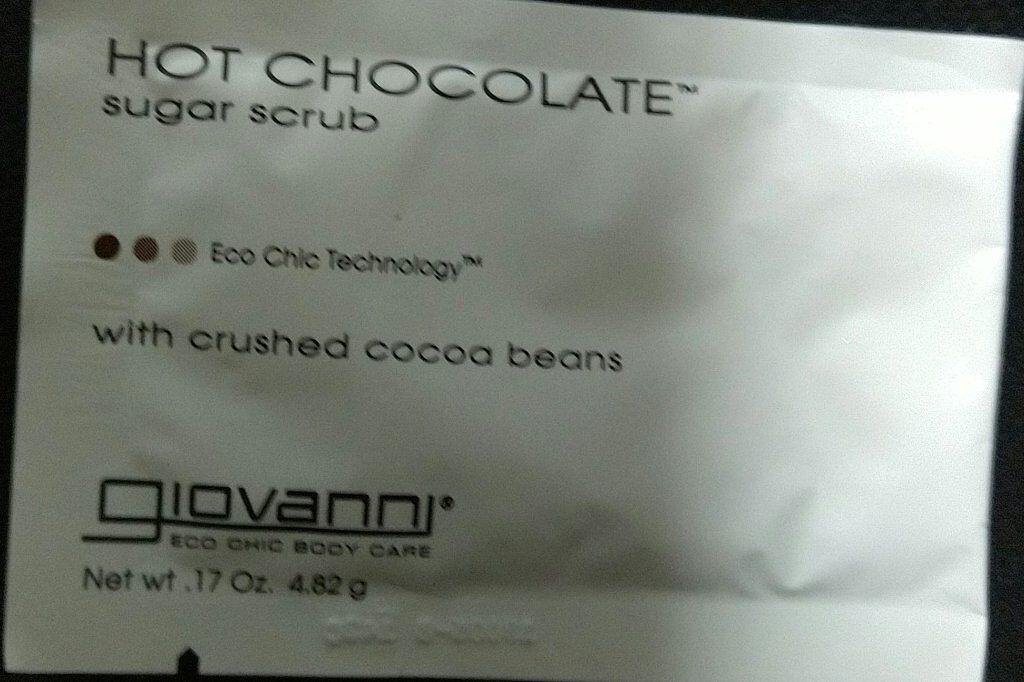 HOT CHOCOLATE™
sugar scrub
Eco Chic Technology™
with crushed cocoa beans
giovanni®
ECO CHIC BODY CARE
Net wt .17 Oz. 4.82 g